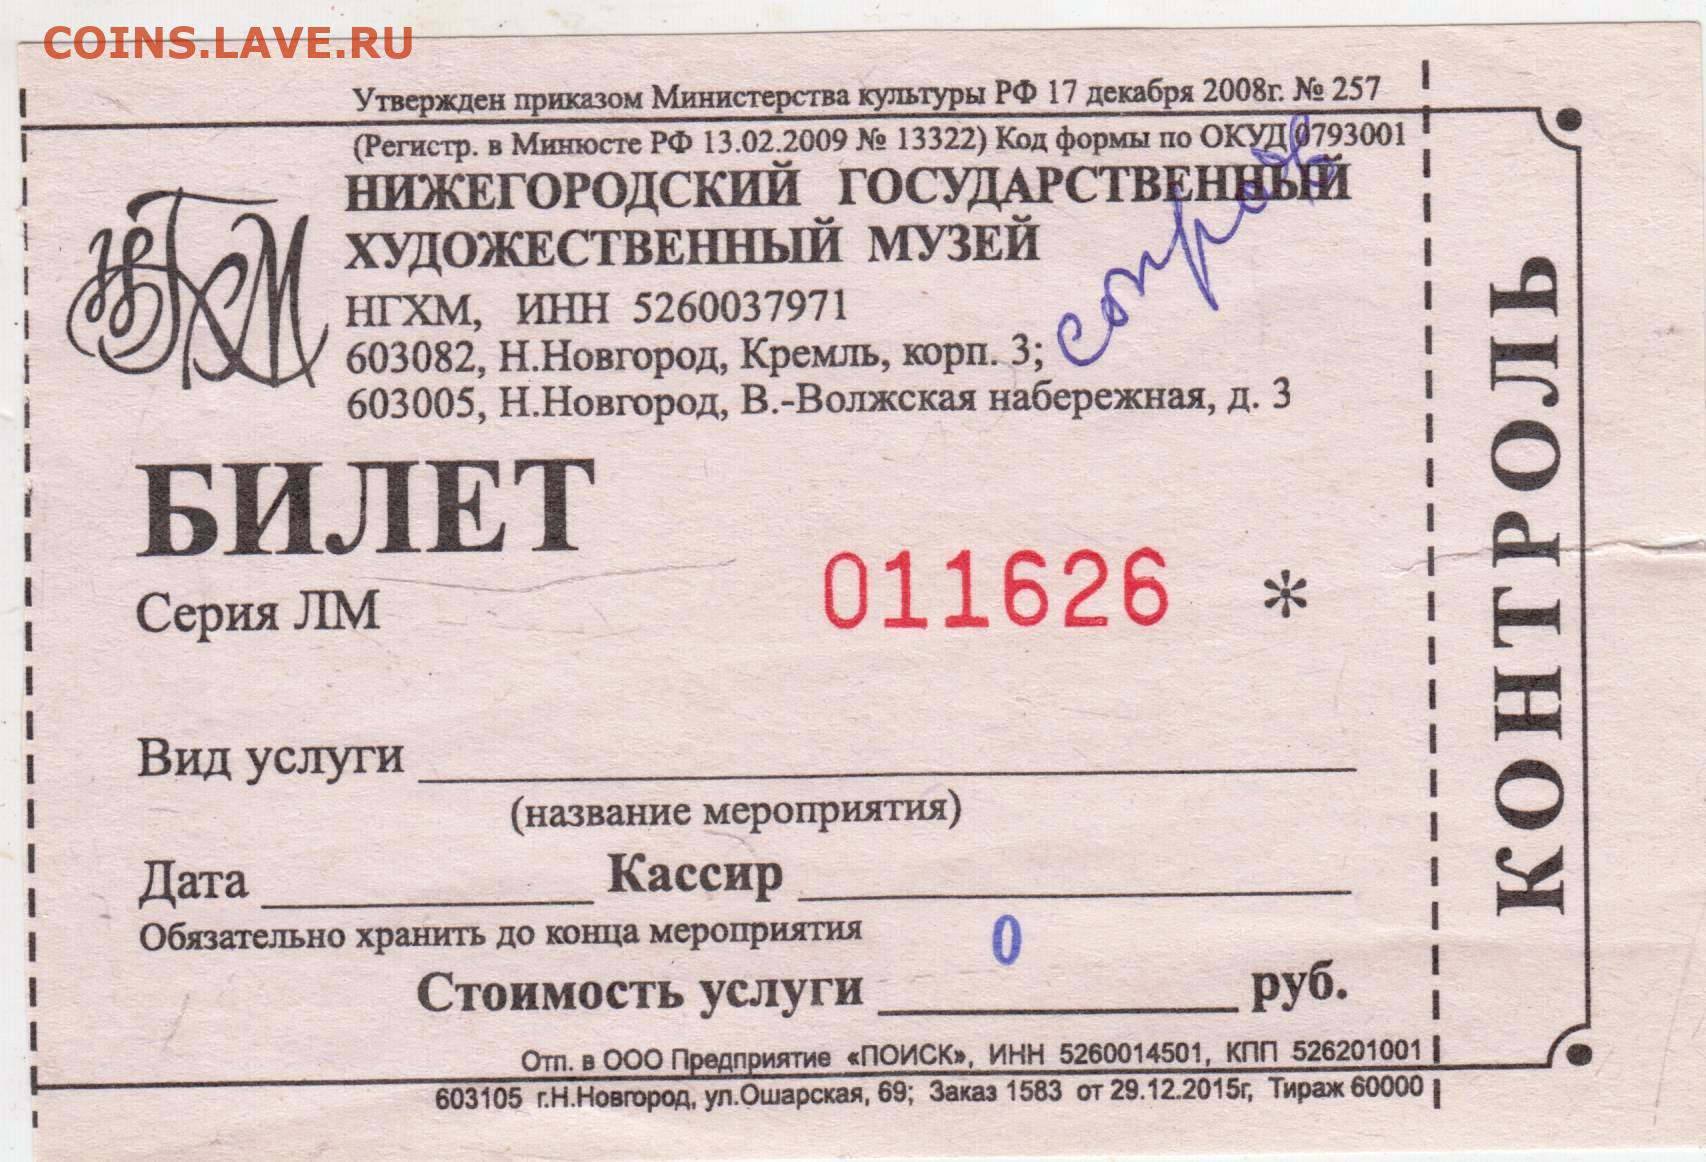 COINS.LAVE.RU
Утвержден приказом Министерства культуры РФ 17 декабря 2008г. № 257
(Регистр. в Минюсте РФ 13.02.2009 № 13322) Код формы по ОКУД 0793001
НИЖЕГОРОДСКИЙ ГОСУДАРСТВЕННЫЙ
ХУДОЖЕСТВЕННЫЙ МУЗЕЙ
НГХМ
НГХМ, ИНН 5260037971
603082, Н.Новгород, Кремль, корп. 3;
603005, Н.Новгород, В.-Волжская набережная, д. 3
БИЛЕТ
Серия ЛМ
011626 *
Вид услуги
(название мероприятия)
Дата Кассир
Обязательно хранить до конца мероприятия
0
Стоимость услуги руб.
Отп. в ООО Предприятие «ПОИСК», ИНН 5260014501, КПП 526201001
603105 г.Н.Новгород, ул.Ошарская, 69; Заказ 1583 от 29.12.2015г, Тираж 60000
КОНТРОЛЬ